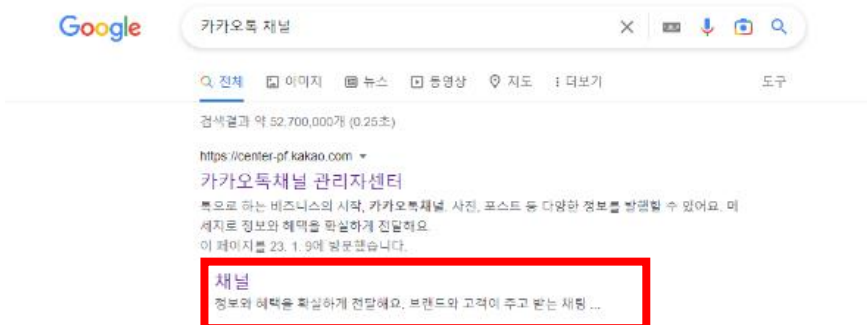 Google
카카오톡 채널
전체 이미지 뉴스 동영상 지도 더보기 도구
검색결과 약 52,700,000개 (0.25초)
https://center-pf.kakao.com
카카오톡채널 관리자센터
톡으로 하는 비즈니스의 시작, 카카오톡채널. 사진, 포스트 등 다양한 정보를 발행할 수 있어요. 메
세지로 정보와 혜택을 확실하게 전달해요.
이 페이지를 23. 1. 9에 방문했습니다.
채널
정보와 혜택을 확실하게 전달해요, 브랜드와 고객이 주고 받는 채팅 ...